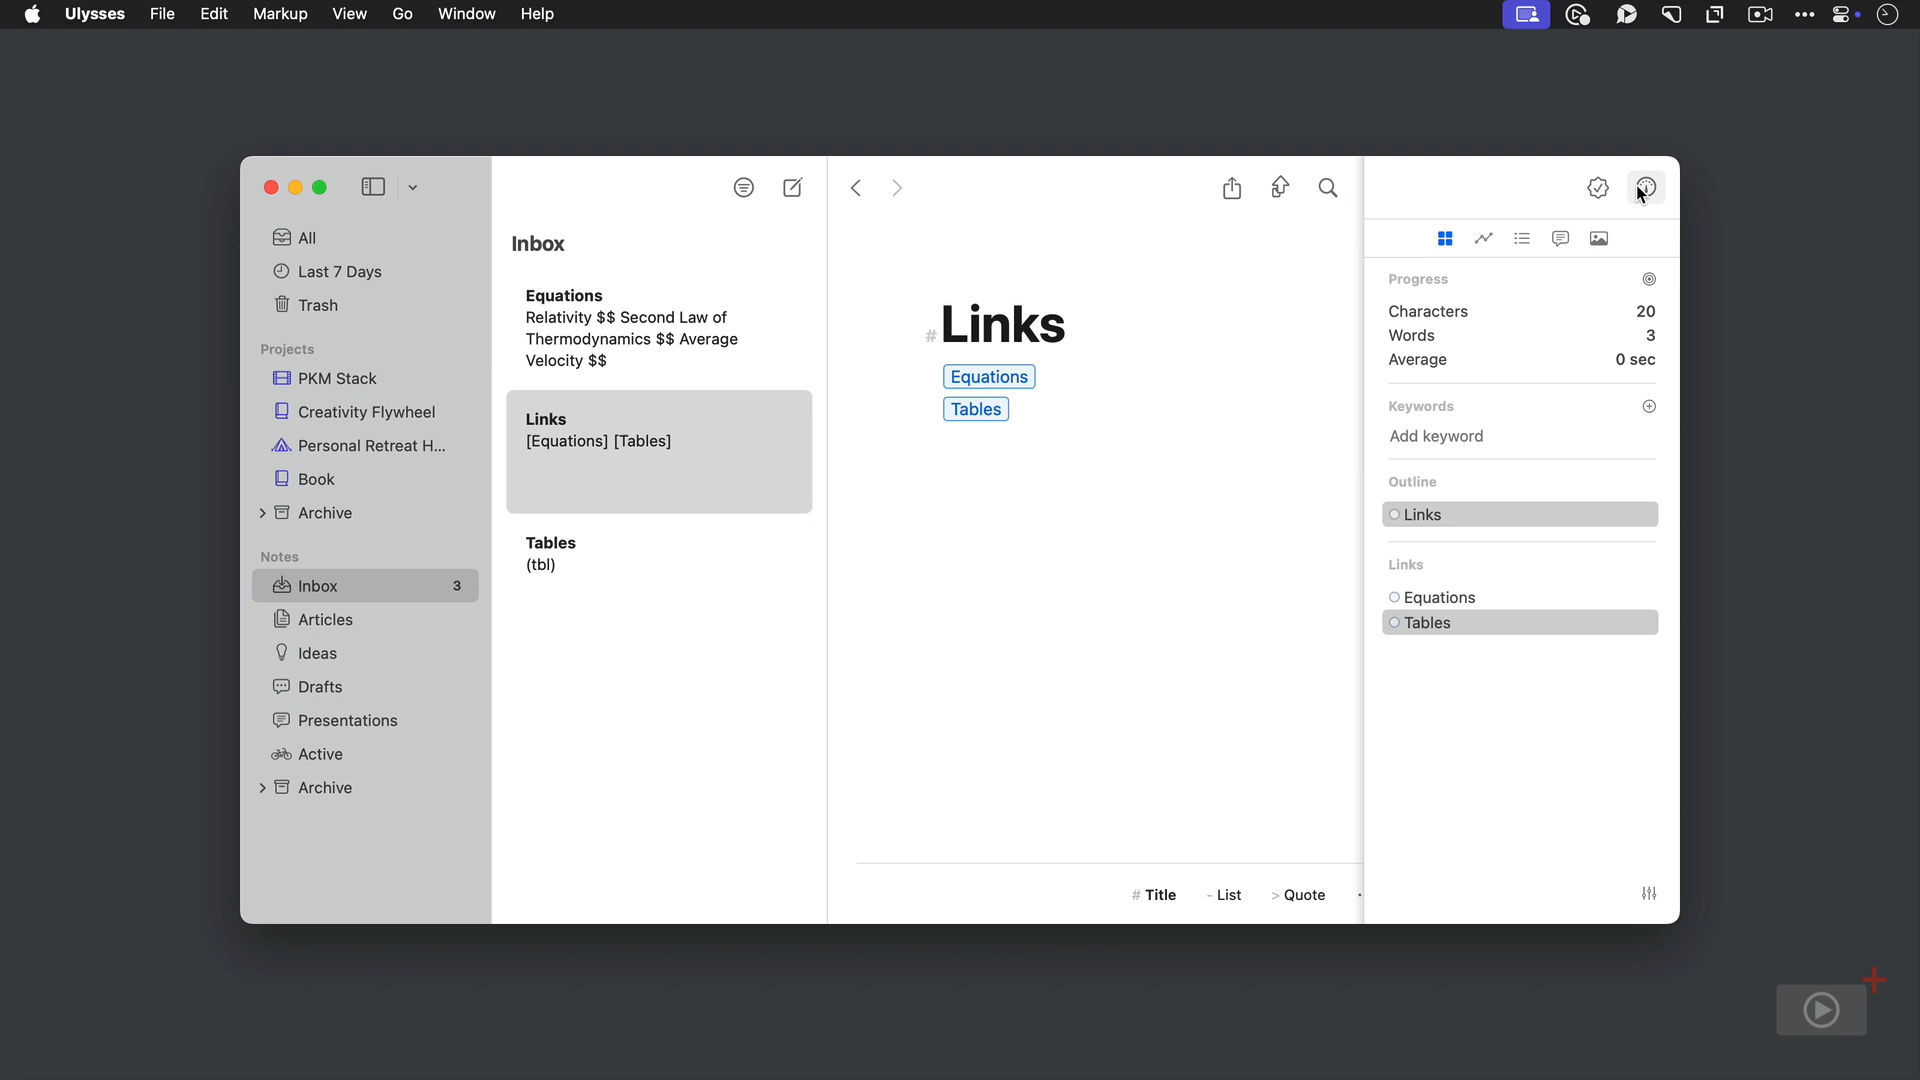 Ulysses File Edit Markup View Go Window Help
All
Last 7 Days
Trash
Projects
PKM Stack
Creativity Flywheel
Personal Retreat H...
Book
Archive
Notes
Inbox 3
Articles
Ideas
Drafts
Presentations
Active
Archive
Inbox
Equations
Relativity $$ Second Law of
Thermodynamics $$ Average
Velocity $$
Links
[Equations] [Tables]
Tables
(tbl)
# Links
Equations
Tables
# Title - List > Quote
Progress
Characters 20
Words 3
Average 0 sec
Keywords
Add keyword
Outline
Links
Links
Equations
Tables